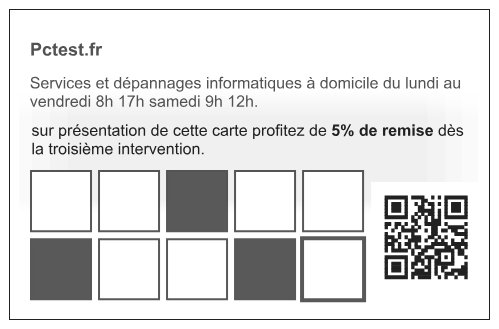 Pctest.fr
Services et dépannages informatiques à domicile du lundi au
vendredi 8h 17h samedi 9h 12h.
sur présentation de cette carte profitez de 5% de remise dès
la troisième intervention.